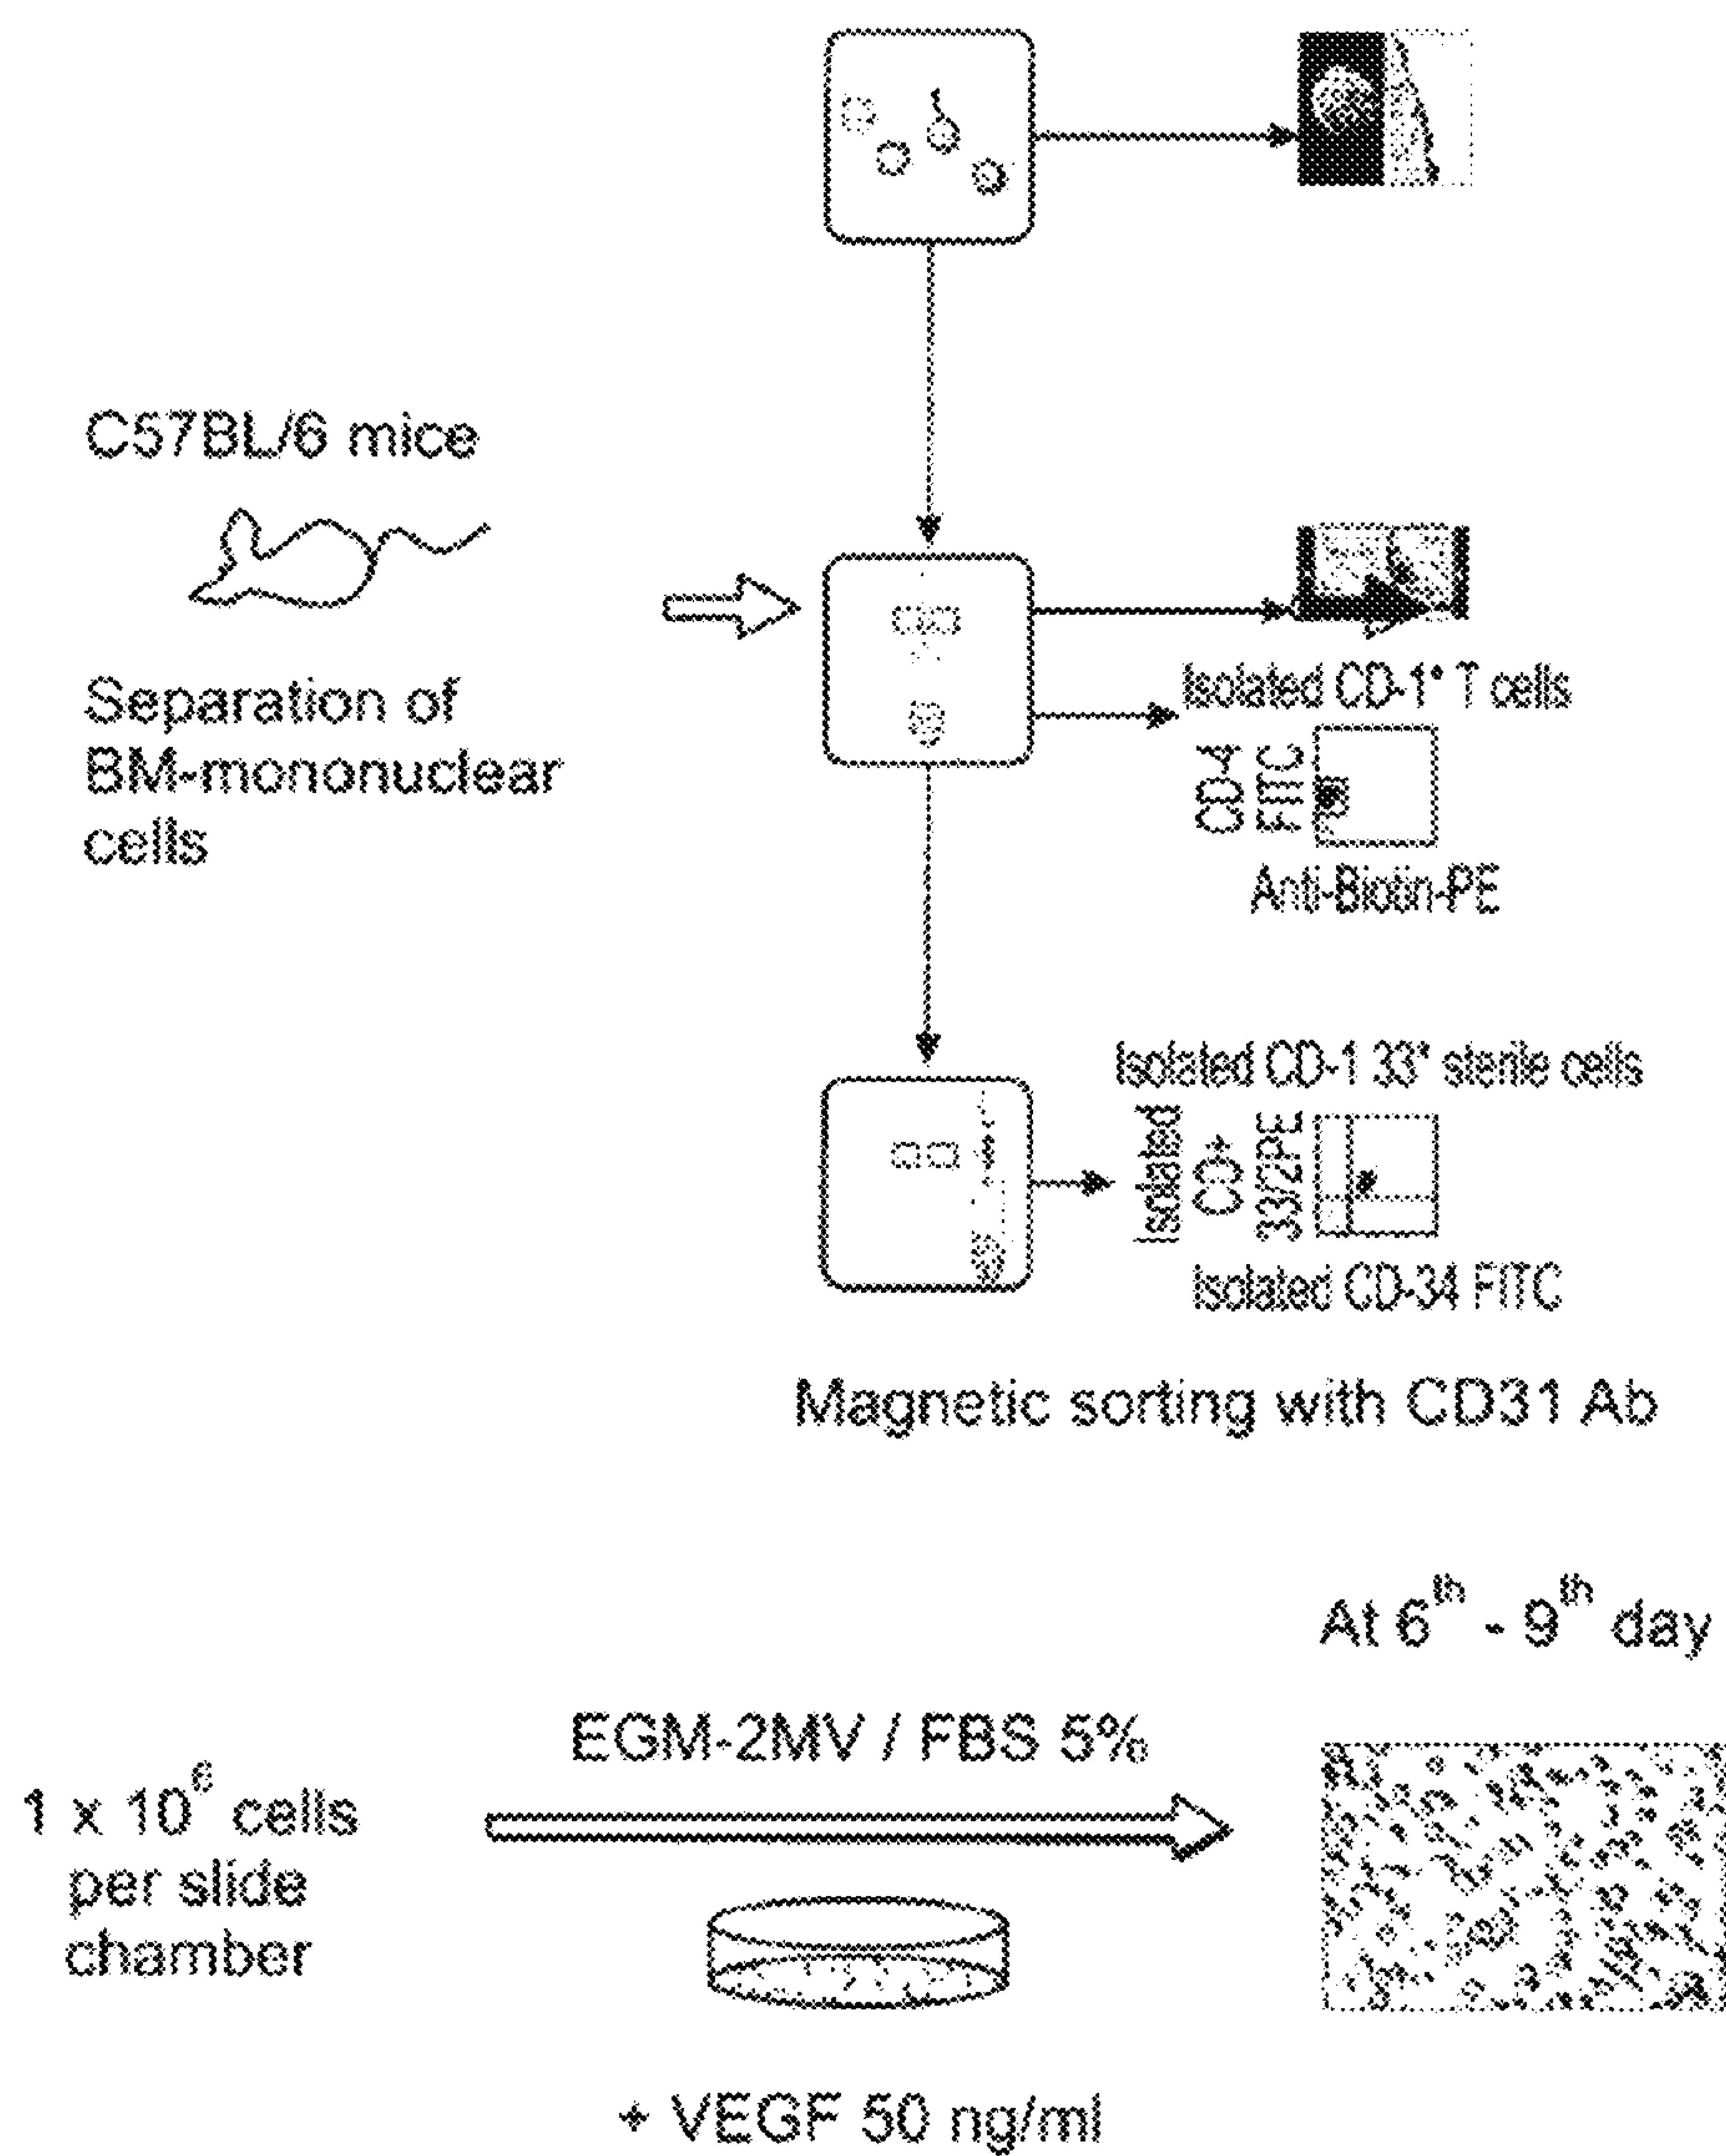 C57BL/6 mice
Separation of
BM-mononuclear
cells
Isolated CD-1* T cells
CD-4
FITC
Anti-Biotin-PE
Isolated CD-1 33* sterile cells
Isolated
CD+
33/2PE
Isolated CD-34 FITC
Magnetic sorting with CD31 Ab
At 6th - 9th day
EGM-2MV / FBS 5%
1 x 10⁶ cells
per slide
chamber
+ VEGF 50 ng/ml